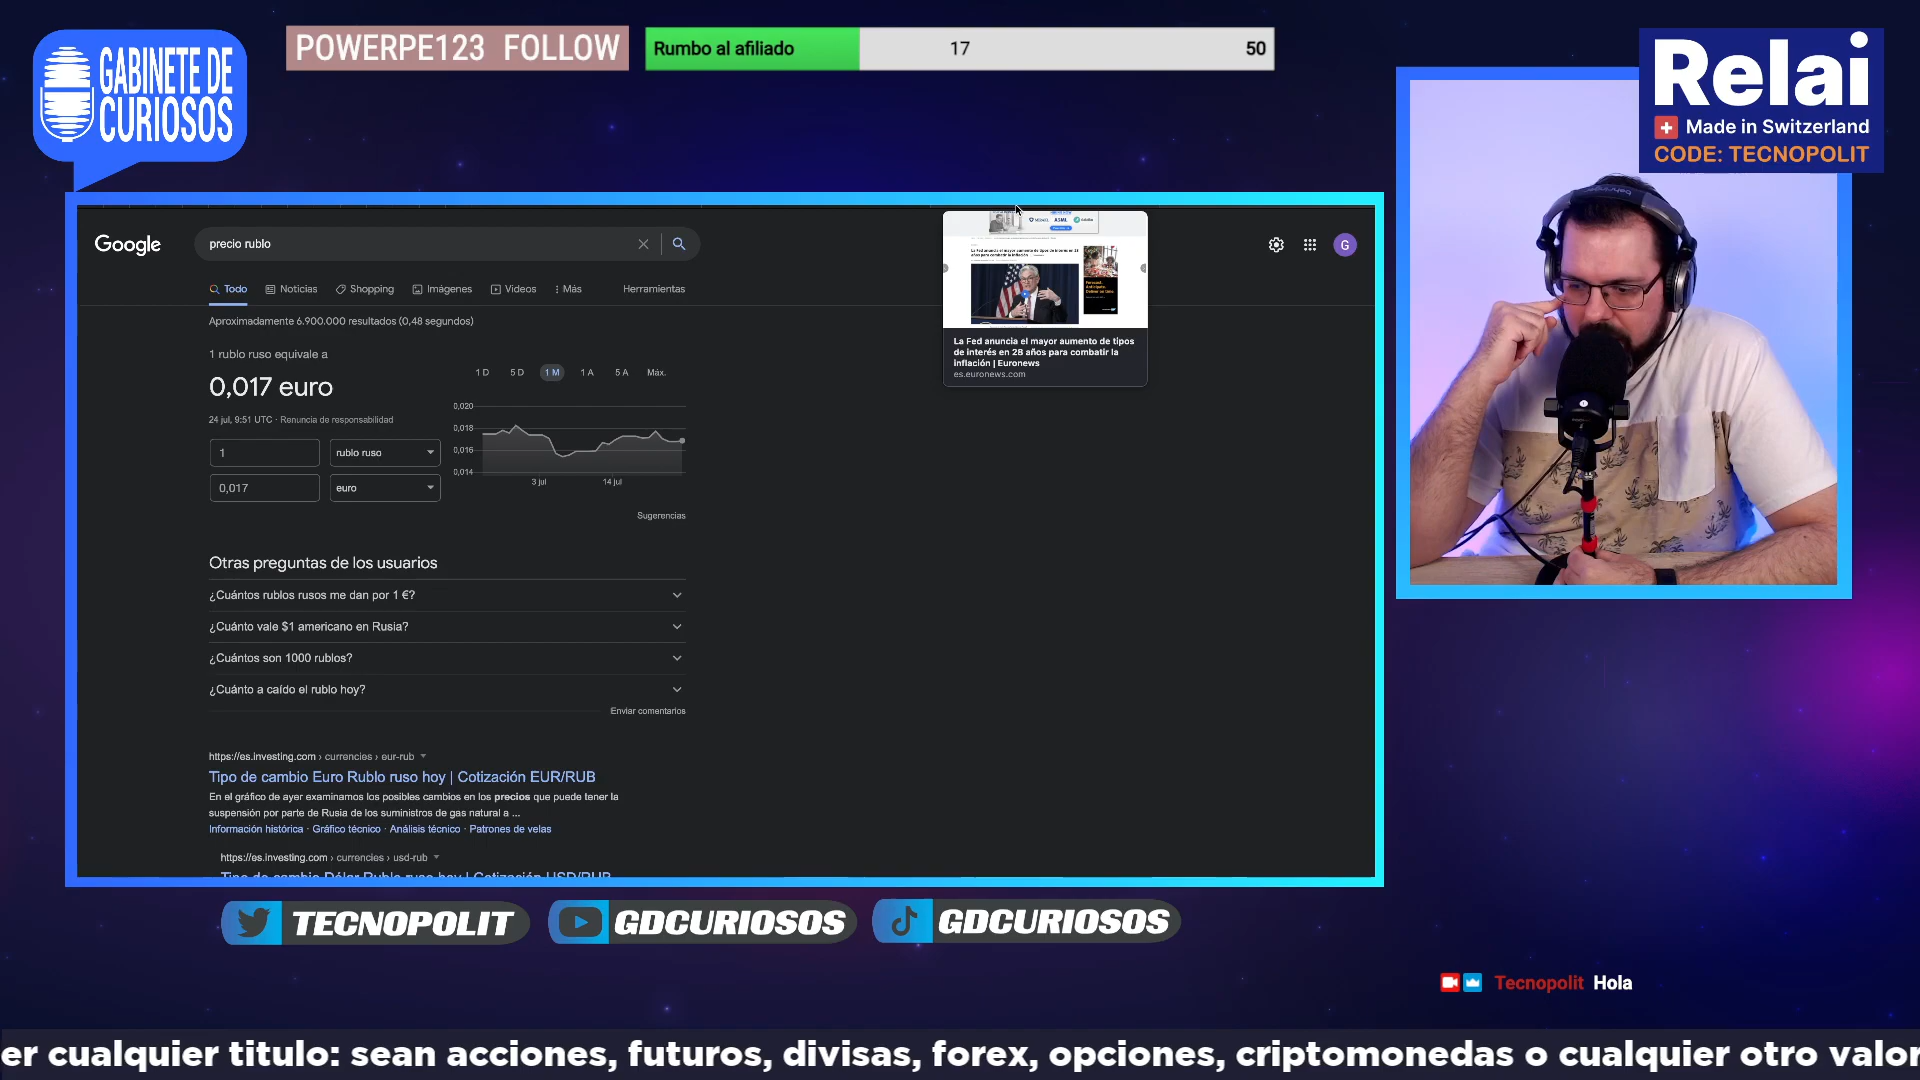 GABINETE DE
CURIOSOS
POWERPE123 FOLLOW
Rumbo al afiliado
17
50
Relai
Made in Switzerland
CODE: TECNOPOLIT
Google
precio rublo
G
Todo
Noticias
Shopping
Imágenes
Videos
Más
Herramientas
Aproximadamente 6.900.000 resultados (0,48 segundos)
1 rublo ruso equivale a
0,017 euro
24 jul, 9:51 UTC · Renuncia de responsabilidad
1
rublo ruso
0,017
euro
1 D
5 D
1 M
1 A
5 A
Máx.
0,020
0,018
0,016
0,014
3 jul
14 jul
Sugerencias
La Fed anuncia el mayor aumento de tipos
de interés en 28 años para combatir la
inflación | Euronews
es.euronews.com
Otras preguntas de los usuarios
¿Cuántos rublos rusos me dan por 1 €?
¿Cuánto vale $1 americano en Rusia?
¿Cuántos son 1000 rublos?
¿Cuánto a caído el rublo hoy?
Enviar comentarios
https://es.investing.com › currencies › eur-rub
Tipo de cambio Euro Rublo ruso hoy | Cotización EUR/RUB
En el gráfico de ayer examinamos los posibles cambios en los precios que puede tener la
suspensión por parte de Rusia de los suministros de gas natural a ...
Información histórica · Gráfico técnico · Análisis técnico · Patrones de velas
https://es.investing.com › currencies › usd-rub
Tipo de cambio Dólar Rublo ruso hoy | Cotización USD/RUB
TECNOPOLIT
GDCURIOSOS
GDCURIOSOS
Tecnopolit Hola
er cualquier titulo: sean acciones, futuros, divisas, forex, opciones, criptomonedas o cualquier otro valor